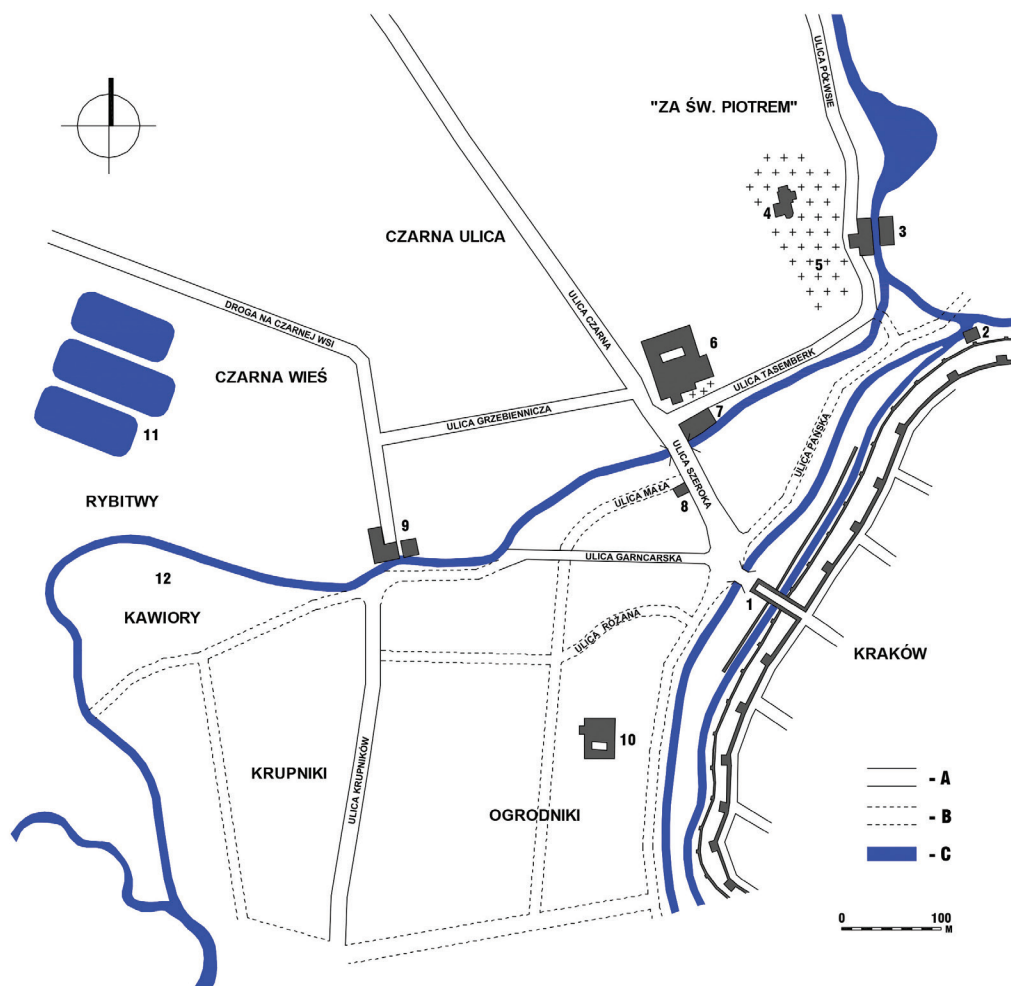 ULICA PÓŁWSIE
"ZA ŚW. PIOTREM"
4
3
5
CZARNA ULICA
ULICA CZARNA
DROGA NA CZARNEJ WSI
6
2
ULICA TASEMBERK
CZARNA WIEŚ
7
ULICA GRZEBIENNICZA
11
ULICA SZEROKA
ULICA PAŃSKA
RYBITWY
ULICA MAŁA
8
9
ULICA GARNCARSKA
12
KAWIORY
1
ULICA RÓŻANA
KRAKÓW
10
KRUPNIKI
ULICA KRUPNIKÓW
OGRODNIKI
- A
- B
- C
0 100
M